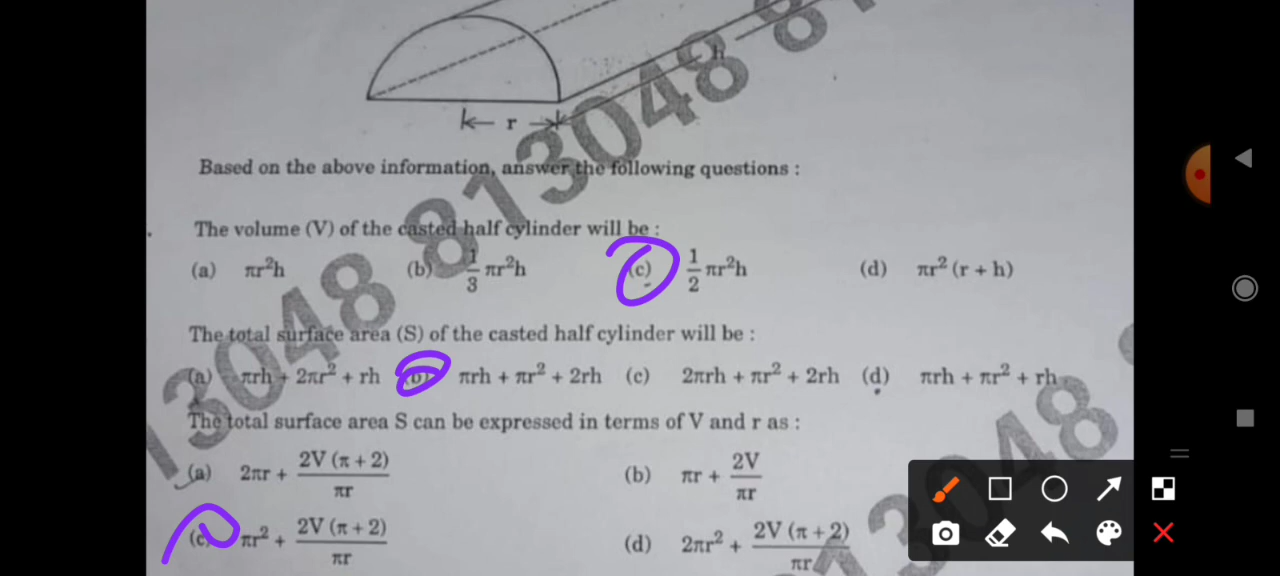 h
r
Based on the above information, answer the following questions :
The volume (V) of the casted half cylinder will be :
(a) πr²h (b) 1/3 πr²h (c) 1/2 πr²h (d) πr² (r + h)
The total surface area (S) of the casted half cylinder will be :
(a) πrh + 2πr² + rh (b) πrh + πr² + 2rh (c) 2πrh + πr² + 2rh (d) πrh + πr² + rh
The total surface area S can be expressed in terms of V and r as :
(a) 2πr + 2V (π + 2)/πr (b) πr + 2V/πr
(c) πr² + 2V (π + 2)/πr (d) 2πr² + 2V (π + 2)/πr
813048
13048